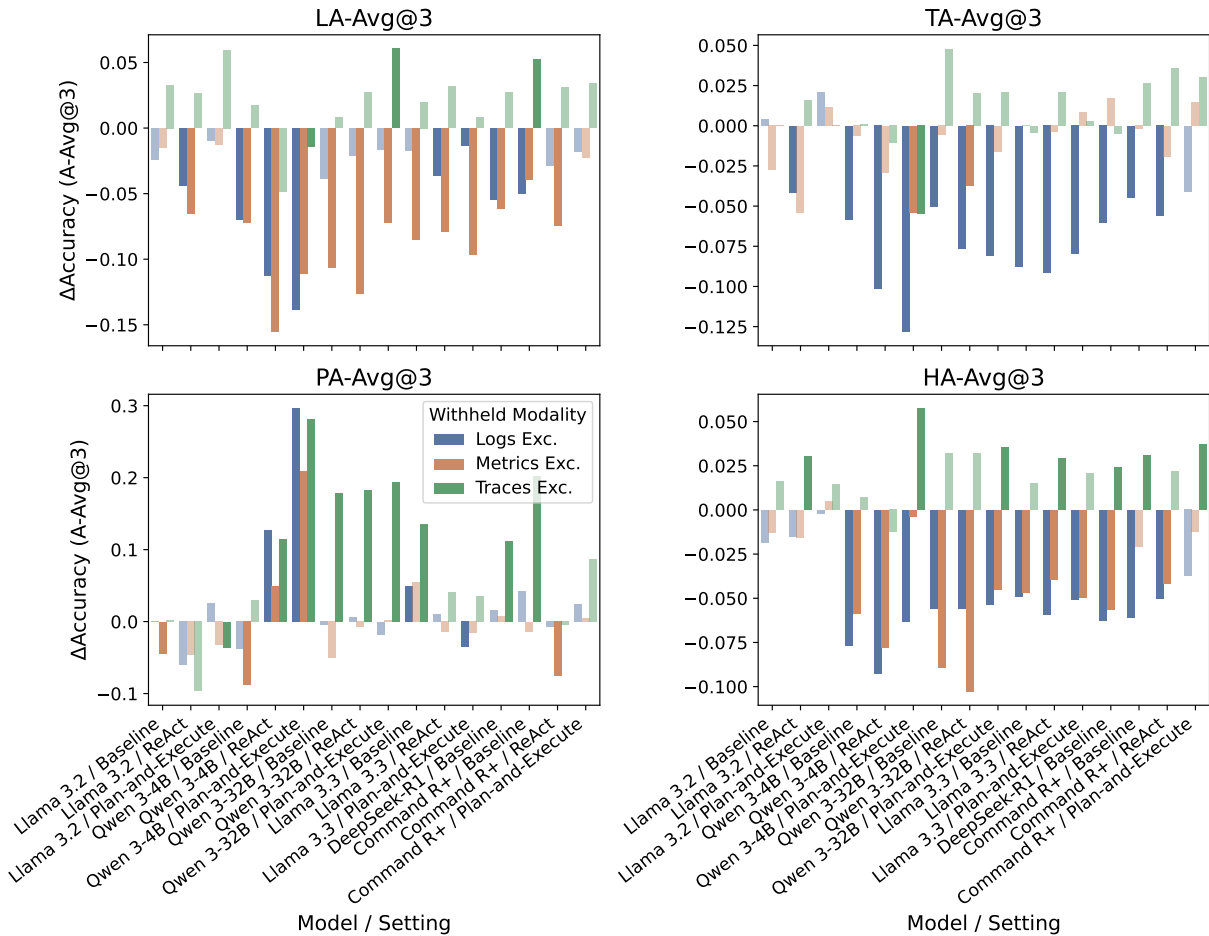 LA-Avg@3
ΔAccuracy (A-Avg@3)
0.05
0.00
−0.05
−0.10
−0.15
TA-Avg@3
0.050
0.025
0.000
−0.025
−0.050
−0.075
−0.100
−0.125
PA-Avg@3
ΔAccuracy (A-Avg@3)
0.3
0.2
0.1
0.0
−0.1
Withheld Modality
Logs Exc.
Metrics Exc.
Traces Exc.
Llama 3.2 / Baseline
Llama 3.2 / ReAct
Llama 3.2 / Plan-and-Execute
Qwen 3-4B / Baseline
Qwen 3-4B / ReAct
Qwen 3-4B / Plan-and-Execute
Qwen 3-32B / Baseline
Qwen 3-32B / ReAct
Qwen 3-32B / Plan-and-Execute
Llama 3.3 / Baseline
Llama 3.3 / ReAct
Llama 3.3 / Plan-and-Execute
DeepSeek-R1 / Baseline
Command R+ / Baseline
Command R+ / ReAct
Command R+ / Plan-and-Execute
Model / Setting
HA-Avg@3
0.050
0.025
0.000
−0.025
−0.050
−0.075
−0.100
Llama 3.2 / Baseline
Llama 3.2 / ReAct
Llama 3.2 / Plan-and-Execute
Qwen 3-4B / Baseline
Qwen 3-4B / ReAct
Qwen 3-4B / Plan-and-Execute
Qwen 3-32B / Baseline
Qwen 3-32B / ReAct
Qwen 3-32B / Plan-and-Execute
Llama 3.3 / Baseline
Llama 3.3 / ReAct
Llama 3.3 / Plan-and-Execute
DeepSeek-R1 / Baseline
Command R+ / Baseline
Command R+ / ReAct
Command R+ / Plan-and-Execute
Model / Setting